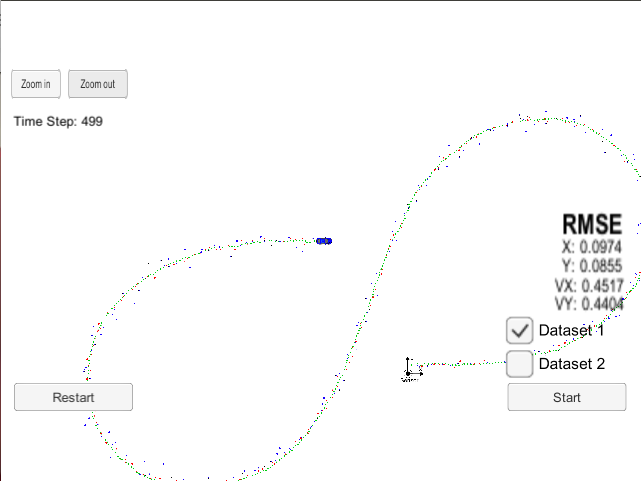 Zoom in
Zoom out
Time Step: 499
RMSE
X: 0.0974
Y: 0.0855
VX: 0.4517
VY: 0.4404
Dataset 1
Dataset 2
Restart
Start